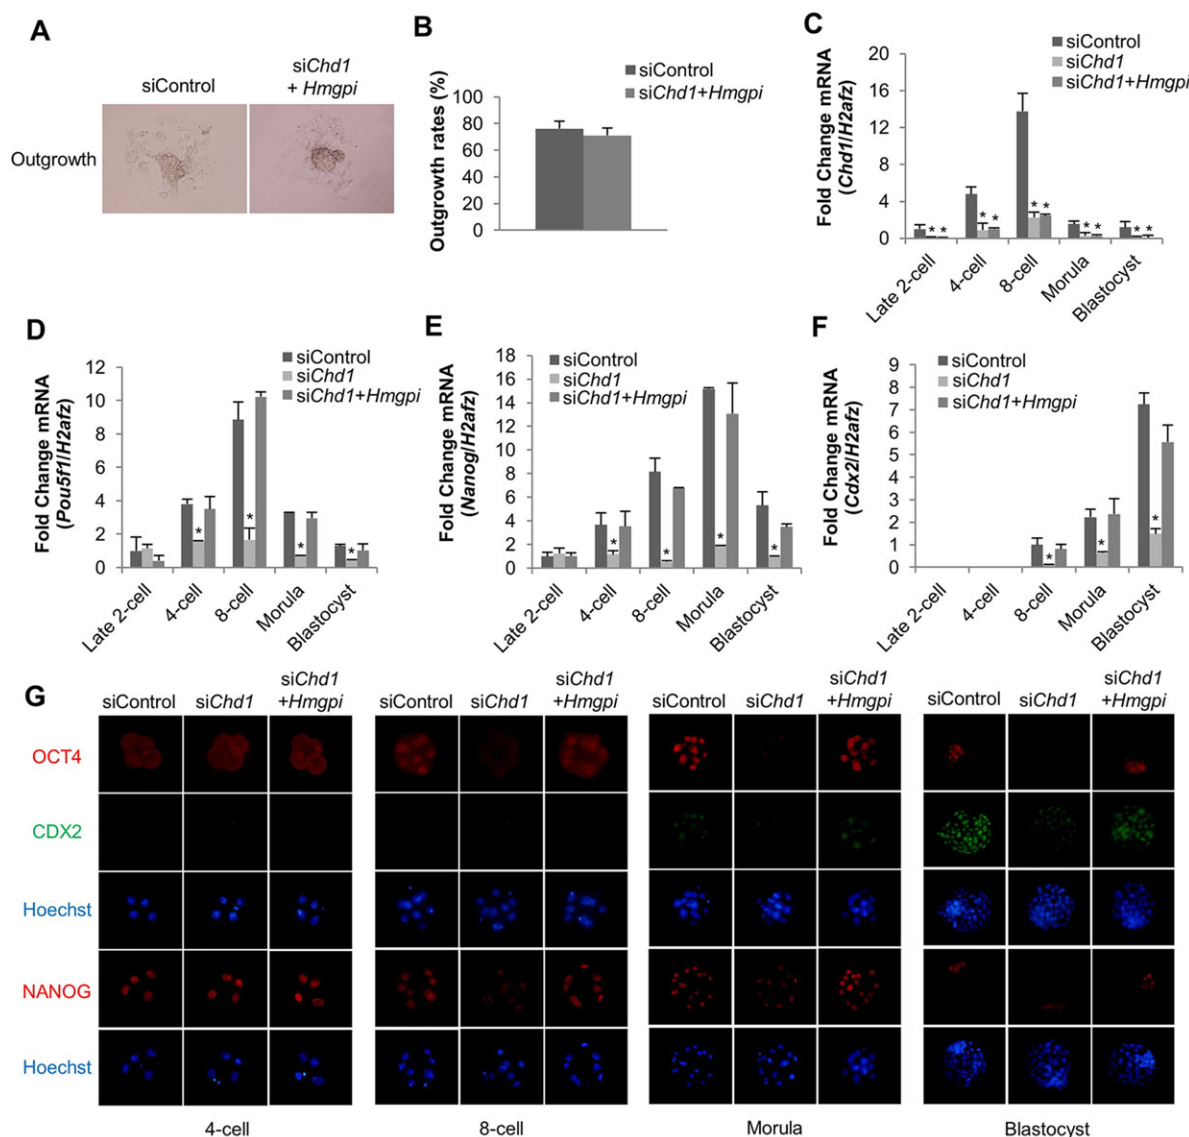 A
siControl
siChd1
+ Hmgpi
Outgrowth
B
siControl
siChd1+Hmgpi
Outgrowth rates (%)
100
80
60
40
20
0
C
siControl
siChd1
siChd1+Hmgpi
Fold Change mRNA
(Chd1/H2afz)
20
16
12
8
4
0
* * * * * * * * * *
Late 2-cell
4-cell
8-cell
Morula
Blastocyst
D
siControl
siChd1
siChd1+Hmgpi
Fold Change mRNA
(Pou5f1/H2afz)
12
10
8
6
4
2
0
* * * *
Late 2-cell
4-cell
8-cell
Morula
Blastocyst
E
siControl
siChd1
siChd1+Hmgpi
Fold Change mRNA
(Nanog/H2afz)
18
16
14
12
10
8
6
4
2
0
* * * *
Late 2-cell
4-cell
8-cell
Morula
Blastocyst
F
siControl
siChd1
siChd1+Hmgpi
Fold Change mRNA
(Cdx2/H2afz)
9
8
7
6
5
4
3
2
1
0
* * *
Late 2-cell
4-cell
8-cell
Morula
Blastocyst
G
siControl siChd1 siChd1
+Hmgpi
siControl siChd1 siChd1
+Hmgpi
siControl siChd1 siChd1
+Hmgpi
siControl siChd1 siChd1
+Hmgpi
OCT4
CDX2
Hoechst
NANOG
Hoechst
4-cell 8-cell Morula Blastocyst